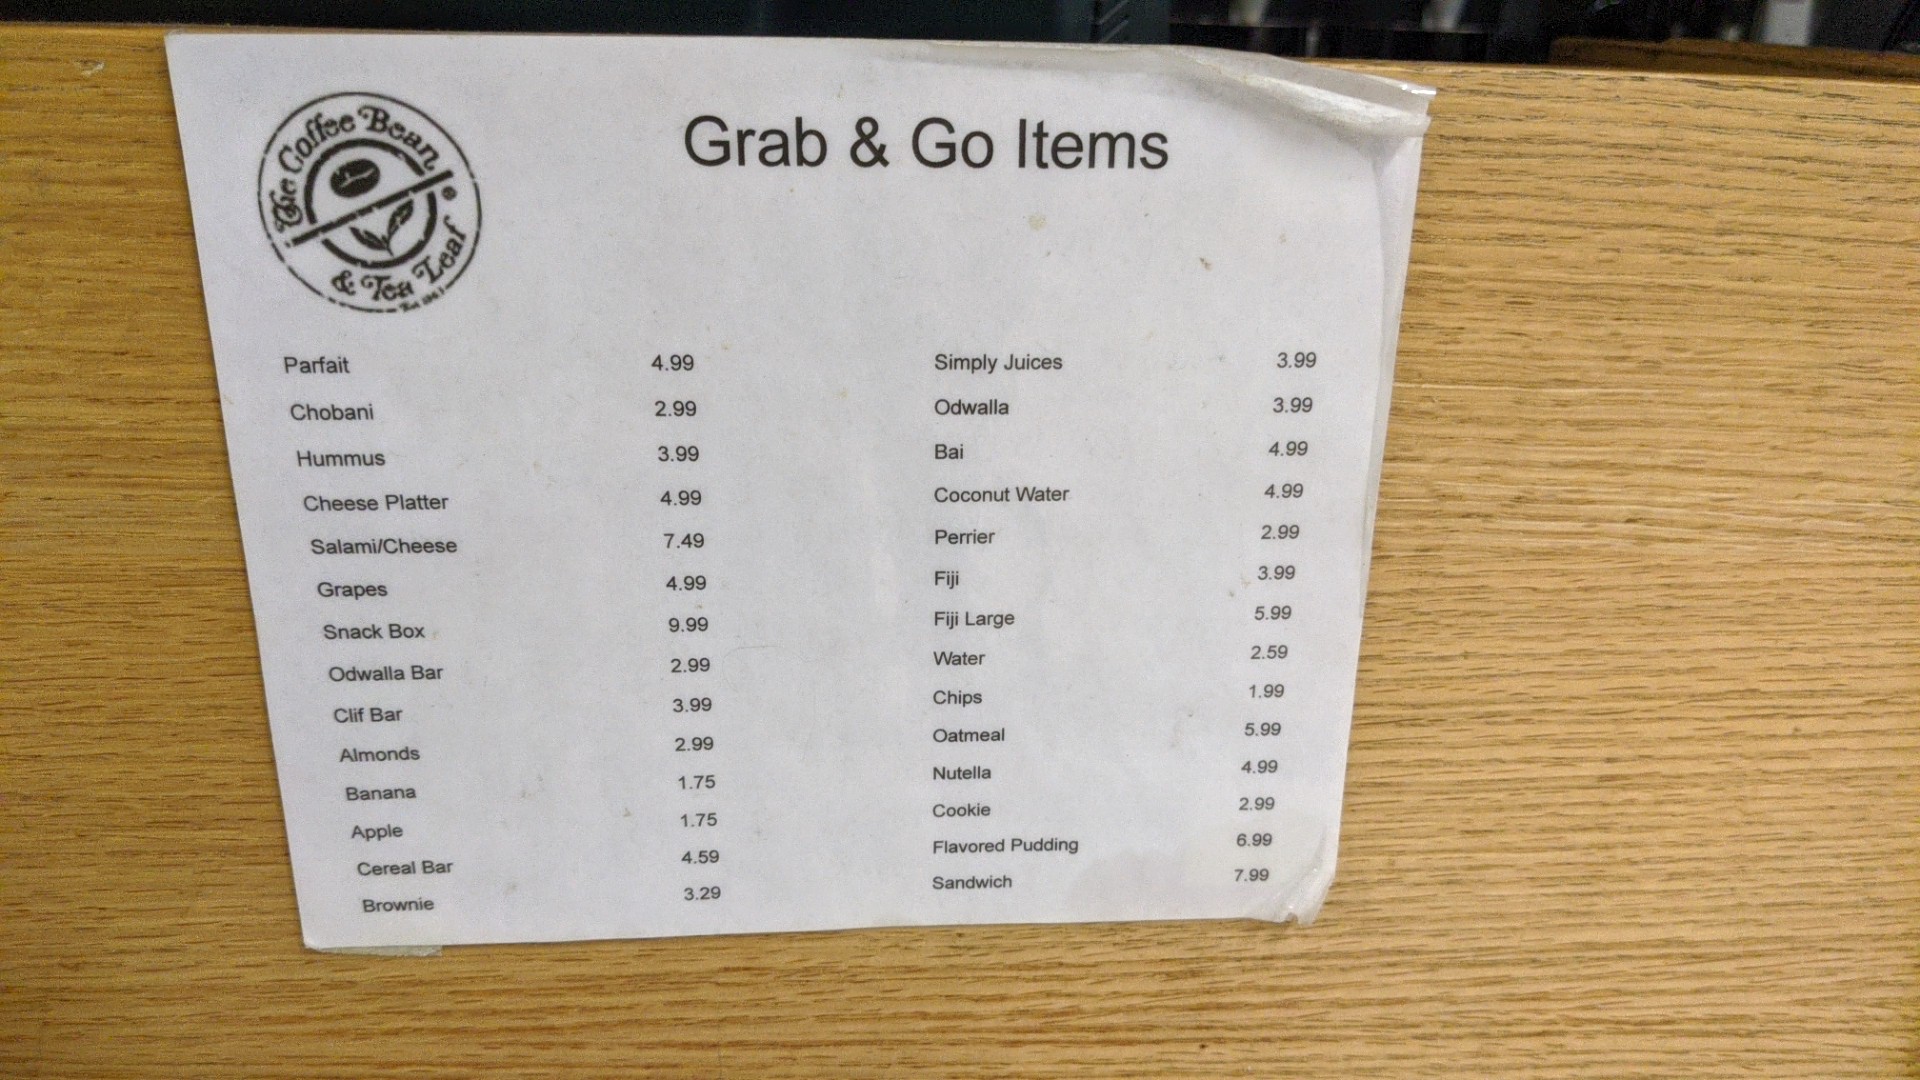 The Coffee Bean
& Tea Leaf
Grab & Go Items
Parfait 4.99
Chobani 2.99
Hummus 3.99
Cheese Platter 4.99
Salami/Cheese 7.49
Grapes 4.99
Snack Box 9.99
Odwalla Bar 2.99
Clif Bar 3.99
Almonds 2.99
Banana 1.75
Apple 1.75
Cereal Bar 4.59
Brownie 3.29
Simply Juices 3.99
Odwalla 3.99
Bai 4.99
Coconut Water 4.99
Perrier 2.99
Fiji 3.99
Fiji Large 5.99
Water 2.59
Chips 1.99
Oatmeal 5.99
Nutella 4.99
Cookie 2.99
Flavored Pudding 6.99
Sandwich 7.99